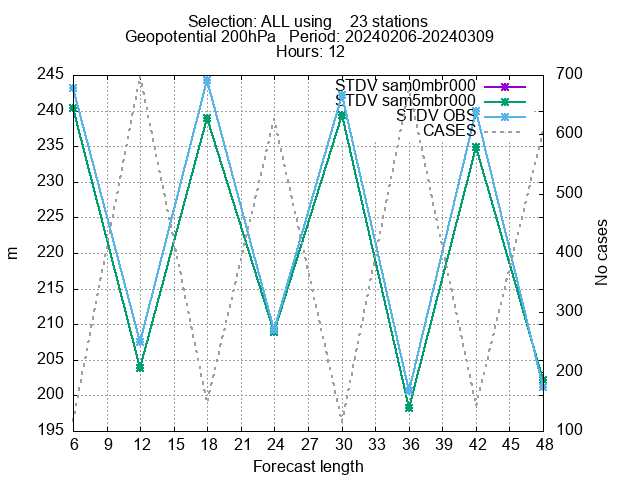 Selection: ALL using 23 stations
Geopotential 200hPa Period: 20240206-20240309
Hours: 12
STDV sam0mbr000
STDV sam5mbr000
STDV OBS
CASES
245
240
235
230
225
220
215
210
205
200
195
m
700
600
500
400
300
200
100
No cases
6 9 12 15 18 21 24 27 30 33 36 39 42 45 48
Forecast length